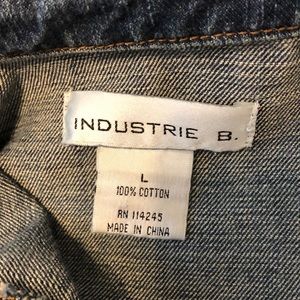 INDUSTRIE B.
L
100% COTTON
RN 114245
MADE IN CHINA